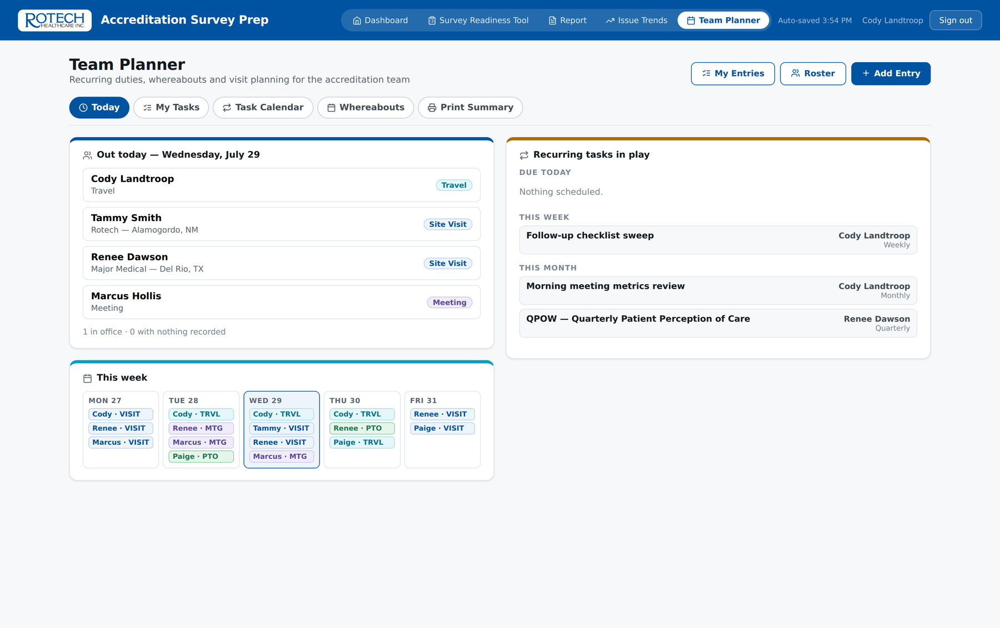 ROTECH
HEALTHCARE INC.
Accreditation Survey Prep
Dashboard
Survey Readiness Tool
Report
Issue Trends
Team Planner
Auto-saved 3:54 PM
Cody Landtroop
Sign out
Team Planner
Recurring duties, whereabouts and visit planning for the accreditation team
My Entries
Roster
+ Add Entry
Today
My Tasks
Task Calendar
Whereabouts
Print Summary
Out today — Wednesday, July 29
Cody Landtroop
Travel
Travel
Tammy Smith
Rotech — Alamogordo, NM
Site Visit
Renee Dawson
Major Medical — Del Rio, TX
Site Visit
Marcus Hollis
Meeting
Meeting
1 in office · 0 with nothing recorded
Recurring tasks in play
DUE TODAY
Nothing scheduled.
THIS WEEK
Follow-up checklist sweep
Cody Landtroop
Weekly
THIS MONTH
Morning meeting metrics review
Cody Landtroop
Monthly
QPOW — Quarterly Patient Perception of Care
Renee Dawson
Quarterly
This week
MON 27
Cody · VISIT
Renee · VISIT
Marcus · VISIT
TUE 28
Cody · TRVL
Renee · MTG
Marcus · MTG
Paige · PTO
WED 29
Cody · TRVL
Tammy · VISIT
Renee · VISIT
Marcus · MTG
THU 30
Cody · TRVL
Renee · PTO
Paige · TRVL
FRI 31
Renee · VISIT
Paige · VISIT